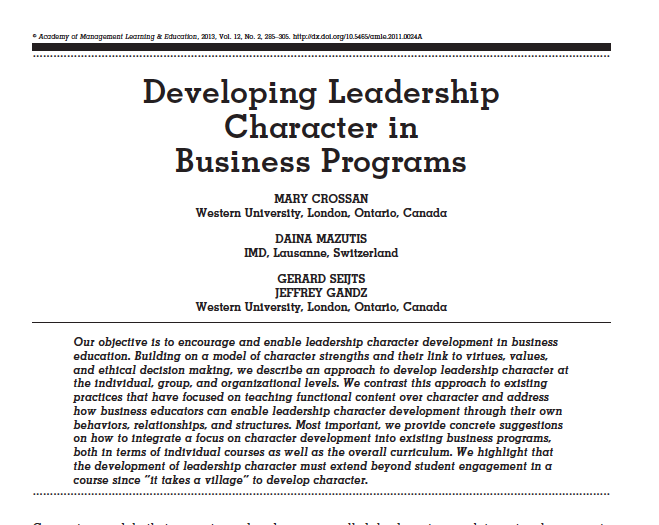 © Academy of Management Learning & Education, 2013, Vol. 12, No. 2, 285–305. http://dx.doi.org/10.5465/amle.2011.0024A
Developing Leadership
Character in
Business Programs
MARY CROSSAN
Western University, London, Ontario, Canada
DAINA MAZUTIS
IMD, Lausanne, Switzerland
GERARD SEIJTS
JEFFREY GANDZ
Western University, London, Ontario, Canada
Our objective is to encourage and enable leadership character development in business
education. Building on a model of character strengths and their link to virtues, values,
and ethical decision making, we describe an approach to develop leadership character at
the individual, group, and organizational levels. We contrast this approach to existing
practices that have focused on teaching functional content over character and address
how business educators can enable leadership character development through their own
behaviors, relationships, and structures. Most important, we provide concrete suggestions
on how to integrate a focus on character development into existing business programs,
both in terms of individual courses as well as the overall curriculum. We highlight that
the development of leadership character must extend beyond student engagement in a
course since “it takes a village” to develop character.